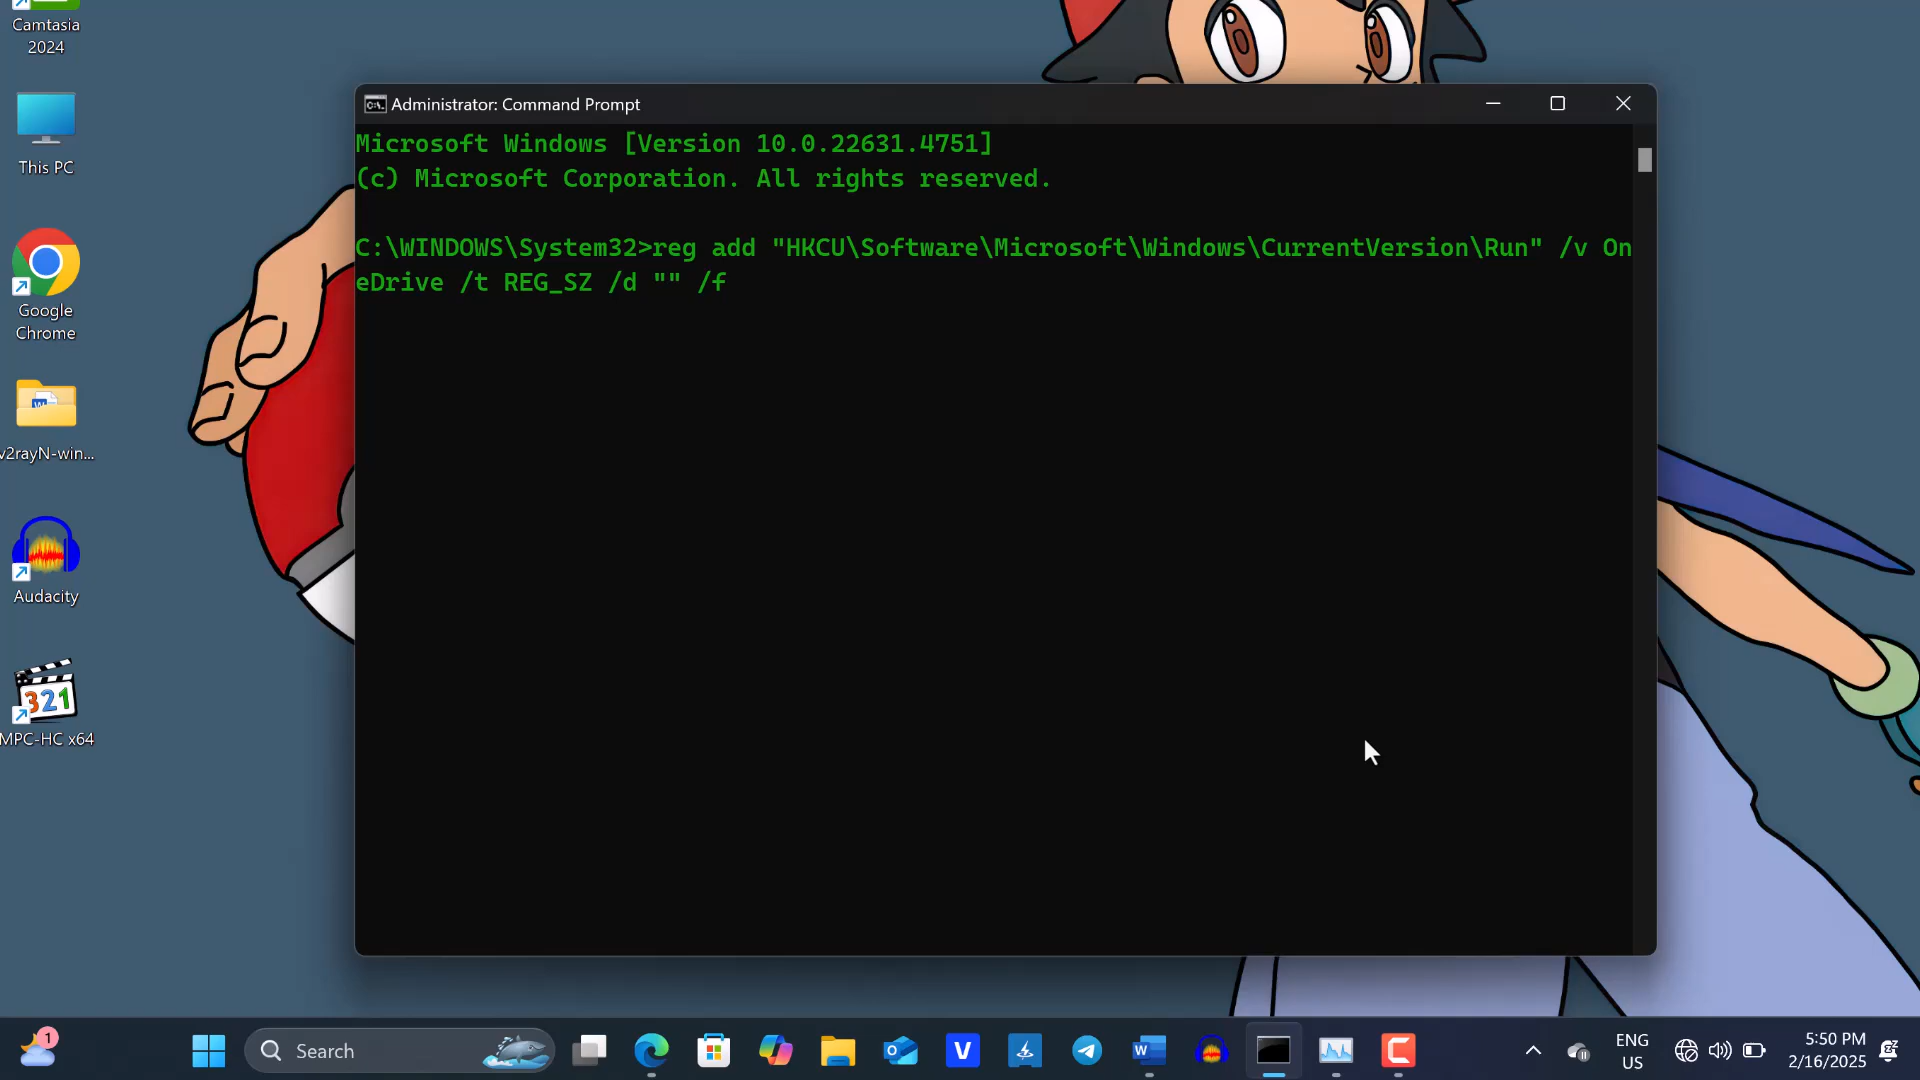 Camtasia
2024
This PC
Google
Chrome
v2rayN-win...
Audacity
321
MPC-HC x64
Administrator: Command Prompt
Microsoft Windows [Version 10.0.22631.4751]
(c) Microsoft Corporation. All rights reserved.
C:\WINDOWS\System32>reg add "HKCU\Software\Microsoft\Windows\CurrentVersion\Run" /v On
eDrive /t REG_SZ /d "" /f
1
Search
ENG
US
5:50 PM
2/16/2025